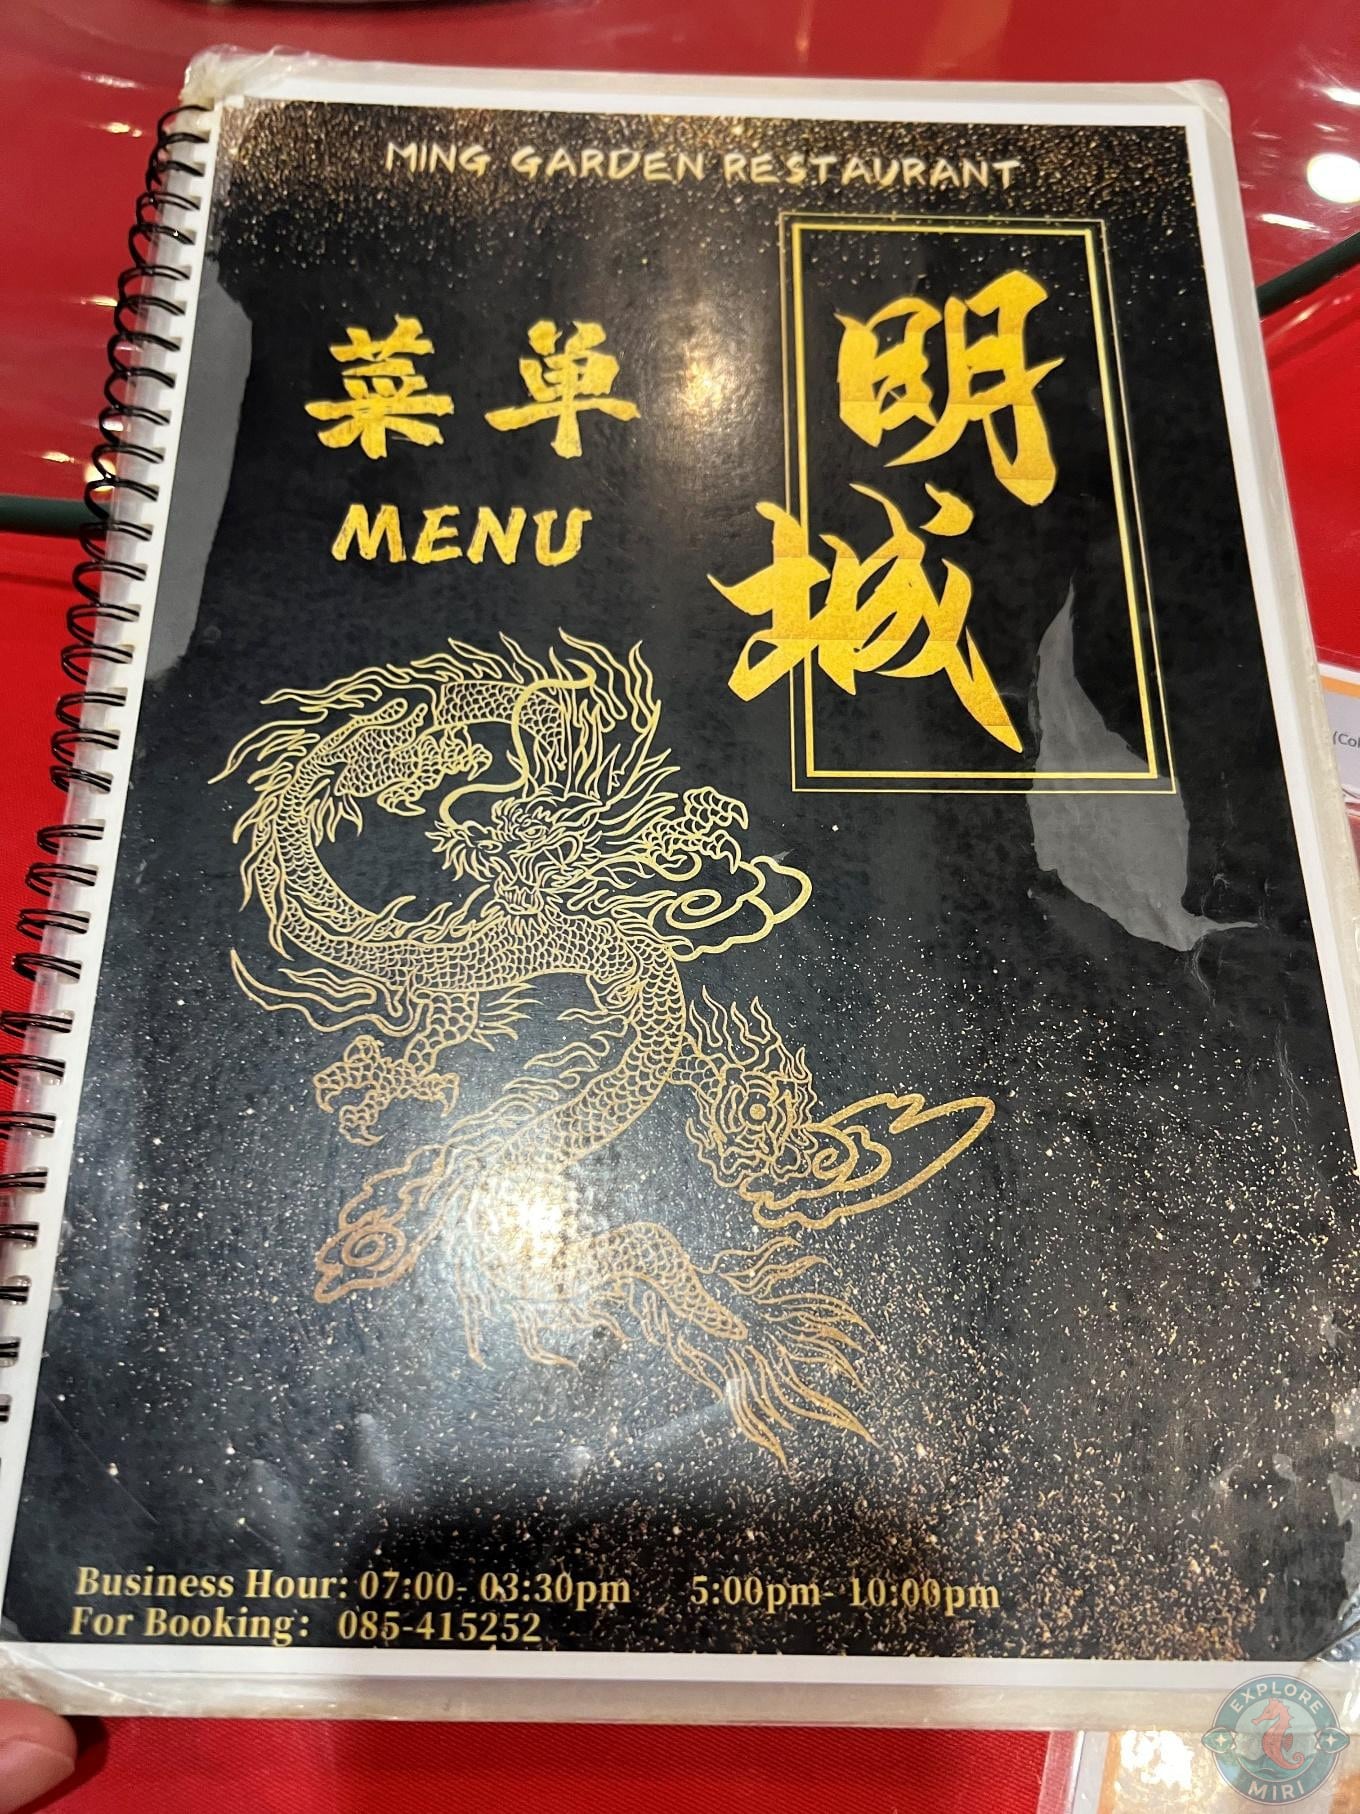 MING GARDEN RESTAURANT
菜单
MENU
明城
Business Hour: 07:00- 03:30pm 5:00pm- 10:00pm
For Booking: 085-415252
(Col
EXPLORE
MIRI